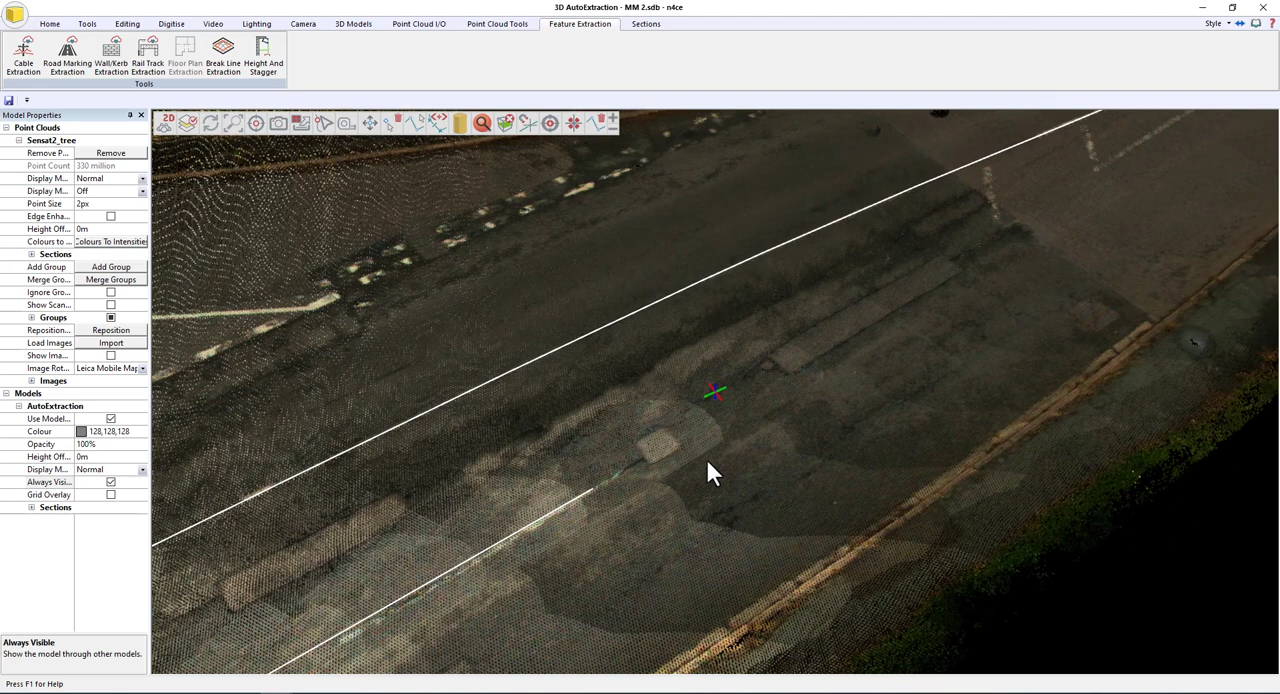 3D AutoExtraction - MM 2.sdb - n4ce
Home Tools Editing Digitise Video Lighting Camera 3D Models Point Cloud I/O Point Cloud Tools Feature Extraction Sections Style
Cable Extraction
Road Marking Extraction
Wall/Kerb Extraction
Rail Track Extraction
Floor Plan Extraction
Break Line Extraction
Height And Stagger
Tools
Model Properties
2D
3D
Point Clouds
Sensat2_tree
Remove P... Remove
Point Count 330 million
Display M... Normal
Display M... Off
Point Size 2px
Edge Enha...
Height Off... 0m
Colours to ... Colours To Intensities
Sections
Add Group Add Group
Merge Gro... Merge Groups
Ignore Gro...
Show Scan...
Groups
Reposition... Reposition
Load Images Import
Show Ima...
Image Rot... Leica Mobile Map
Images
Models
AutoExtraction
Use Model...
Colour 128,128,128
Opacity 100%
Height Off... 0m
Display M... Normal
Always Visi...
Grid Overlay
Sections
Always Visible
Show the model through other models.
Press F1 for Help